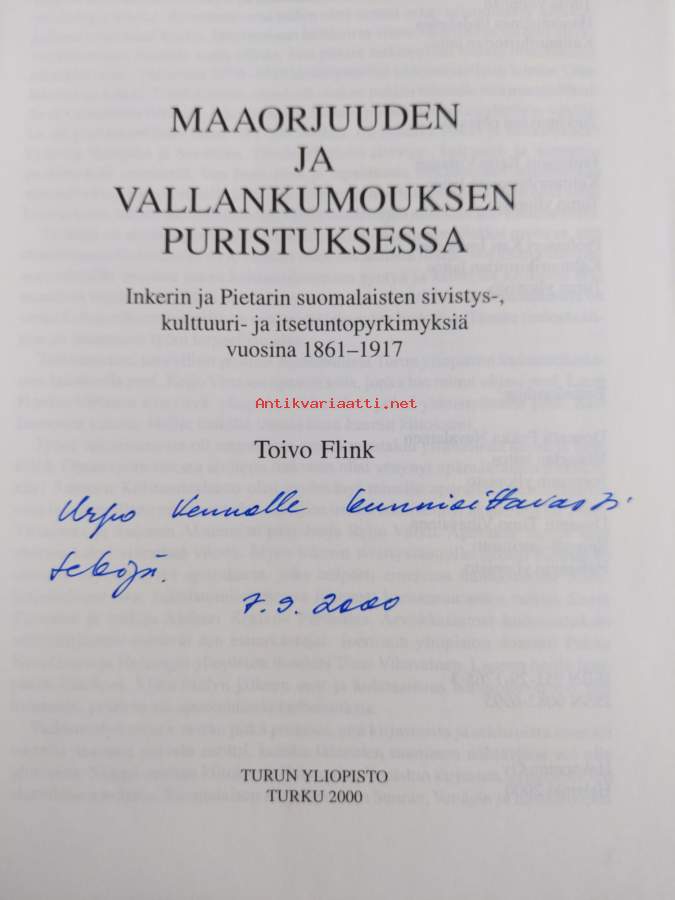 MAAORJUUDEN
JA
VALLANKUMOUKSEN
PURISTUKSESSA
Inkerin ja Pietarin suomalaisten sivistys-,
kulttuuri- ja itsetuntopyrkimyksiä
vuosina 1861–1917
Antikvariaatti.net
Toivo Flink
Urpo kunnioittavasti
tekijä.
7.9.2000
TURUN YLIOPISTO
TURKU 2000